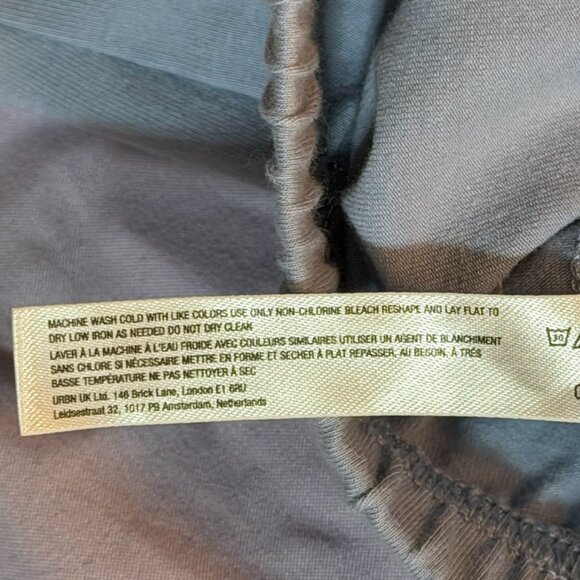 MACHINE WASH COLD WITH LIKE COLORS USE ONLY NON-CHLORINE BLEACH RESHAPE AND LAY FLAT TO
DRY LOW IRON AS NEEDED DO NOT DRY CLEAN
LAVER À LA MACHINE À L'EAU FROIDE AVEC COULEURS SIMILAIRES UTILISER UN AGENT DE BLANCHIMENT
SANS CHLORE SI NÉCESSAIRE METTRE EN FORME ET SECHER À PLAT REPASSER, AU BESOIN, À TRÉS
BASSE TEMPÉRATURE NE PAS NETTOYER À SEC
URBN UK Ltd. 146 Brick Lane, London E1 6RU
Leidsestraat 32, 1017 PB Amsterdam, Netherlands
30